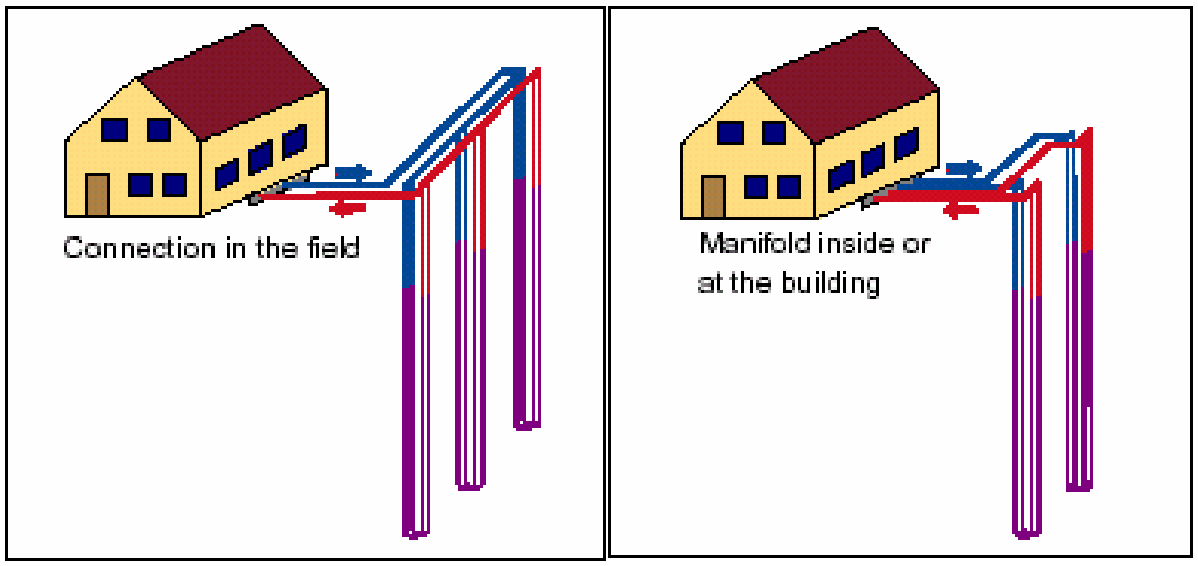 Connection in the field
Manifold inside or
at the building